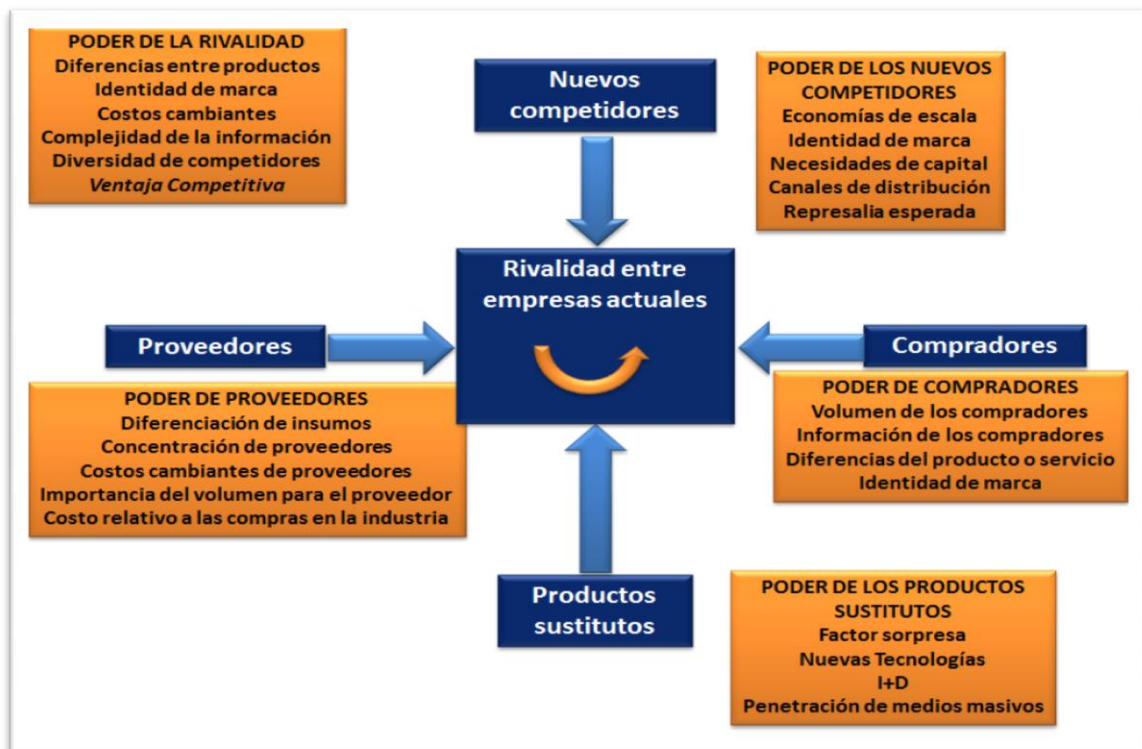 PODER DE LA RIVALIDAD
Diferencias entre productos
Identidad de marca
Costos cambiantes
Complejidad de la información
Diversidad de competidores
Ventaja Competitiva
Nuevos
competidores
PODER DE LOS NUEVOS
COMPETIDORES
Economías de escala
Identidad de marca
Necesidades de capital
Canales de distribución
Represalia esperada
Rivalidad entre
empresas actuales
Proveedores
Compradores
PODER DE PROVEEDORES
Diferenciación de insumos
Concentración de proveedores
Costos cambiantes de proveedores
Importancia del volumen para el proveedor
Costo relativo a las compras en la industria
PODER DE COMPRADORES
Volumen de los compradores
Información de los compradores
Diferencias del producto o servicio
Identidad de marca
Productos
sustitutos
PODER DE LOS PRODUCTOS
SUSTITUTOS
Factor sorpresa
Nuevas Tecnologías
I+D
Penetración de medios masivos